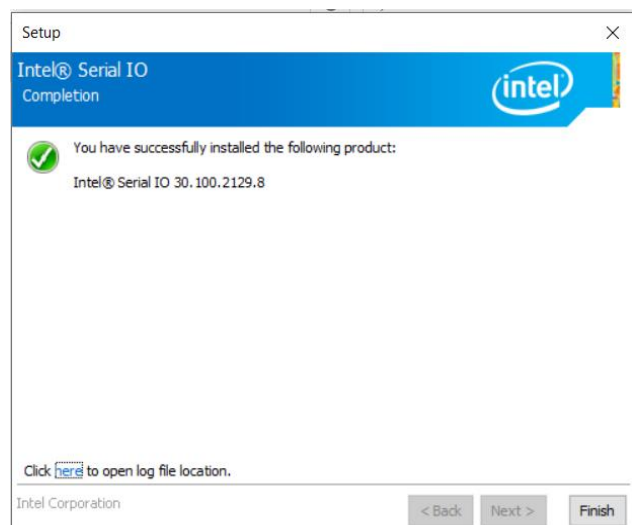 Setup
Intel® Serial IO
Completion
intel
You have successfully installed the following product:
Intel® Serial IO 30.100.2129.8
Click here to open log file location.
Intel Corporation
< Back Next > Finish